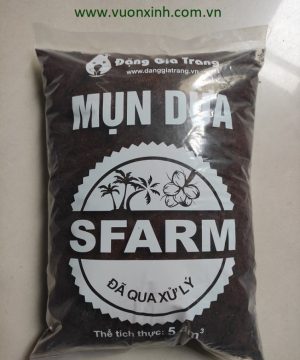 www.vuonxinh.com.vn
Đặng Gia Trang
www.danggiatrang.vn
MỤN DỪA
SFARM
ĐÃ QUA XỬ LÝ
Thể tích thực: 5 dm³